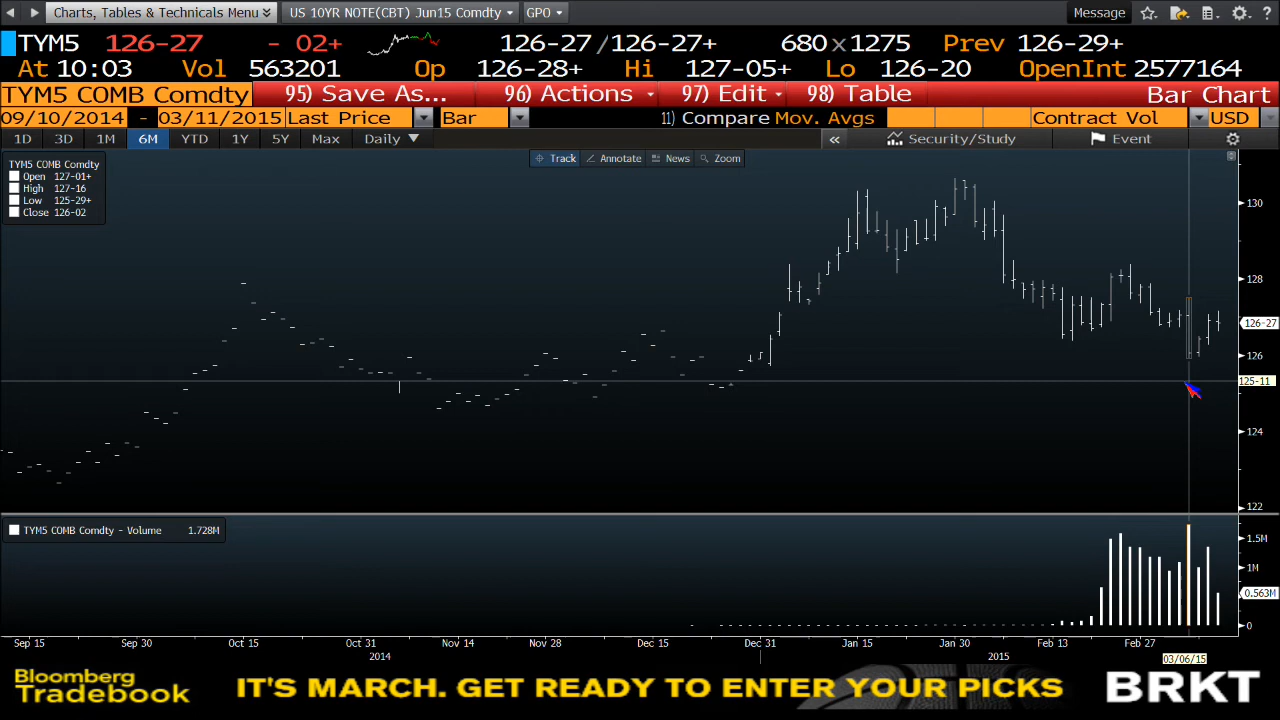 Charts, Tables & Technicals Menu US 10YR NOTE(CBT) Jun15 Comdty GPO Message ?
TYM5 126-27 - 02+ 126-27 /126-27+ 680 x1275 Prev 126-29+
At 10:03 Vol 563201 Op 126-28+ Hi 127-05+ Lo 126-20 OpenInt 2577164
TYM5 COMB Comdty 95) Save As... 96) Actions 97) Edit 98) Table Bar Chart
09/10/2014 - 03/11/2015 Last Price Bar 11) Compare Mov. Avgs Contract Vol USD
1D 3D 1M 6M YTD 1Y 5Y Max Daily « Security/Study Event
Track Annotate News Zoom
TYM5 COMB Comdty
Open 127-01+
High 127-16
Low 125-29+
Close 126-02
130
128
126-27
126
125-11
124
122
TYM5 COMB Comdty - Volume 1.728M
1.5M
1M
0.563M
0
Sep 15 Sep 30 Oct 15 Oct 31 Nov 14 Nov 28 Dec 15 Dec 31 Jan 15 Jan 30 Feb 13 Feb 27
2014 2015 03/06/15
Bloomberg
Tradebook
IT'S MARCH. GET READY TO ENTER YOUR PICKS
BRKT